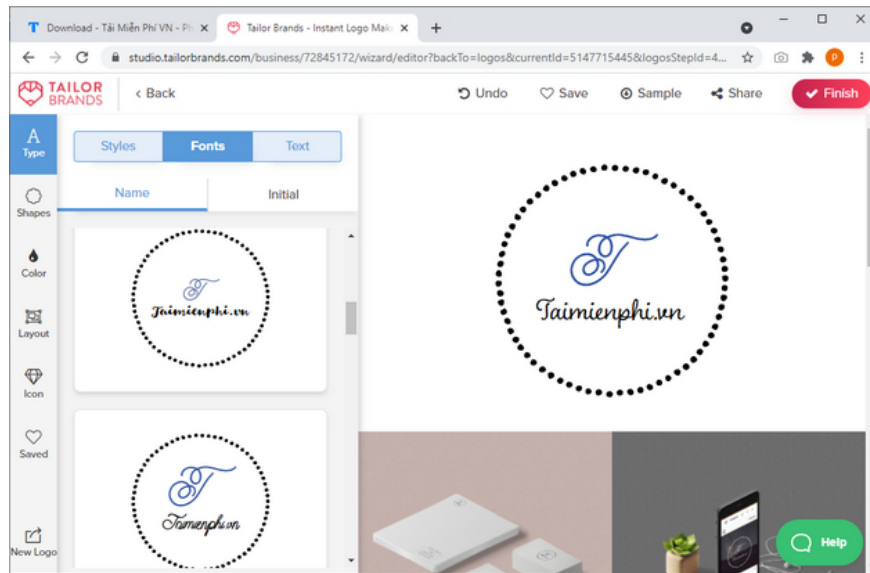 Download - Tải Miễn Phí VN - Ph
Tailor Brands - Instant Logo Mak
studio.tailorbrands.com/business/72845172/wizard/editor?backTo=logos&currentId=5147715445&logosStepId=4...
P
TAILOR
BRANDS
Back
Undo
Save
Sample
Share
Finish
A
Type
Shapes
Color
Layout
Icon
Saved
New Logo
Styles
Fonts
Text
Name
Initial
T
Taimienphi.vn
T
Taimienphi.vn
T
Taimienphi.vn
Help